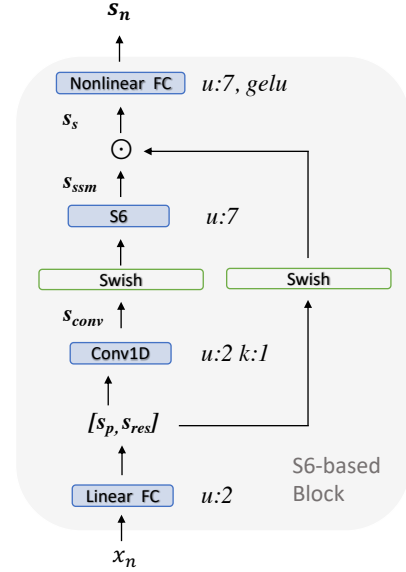 s_n
Nonlinear FC u:7, gelu
s_s
⊙
s_ssm
S6 u:7
Swish Swish
s_conv
Conv1D u:2 k:1
[s_p, s_res]
S6-based
Block
Linear FC u:2
x_n